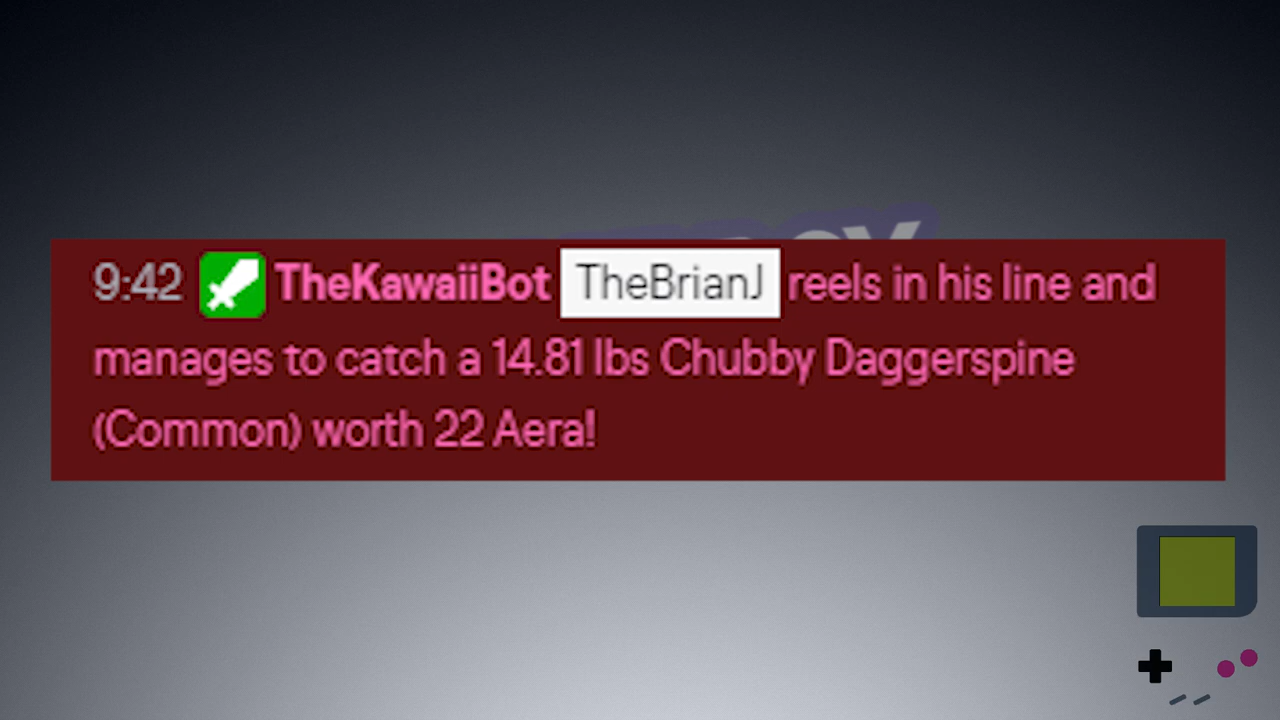 9:42 TheKawaiiBot TheBrianJ reels in his line and
manages to catch a 14.81 lbs Chubby Daggerspine
(Common) worth 22 Aera!